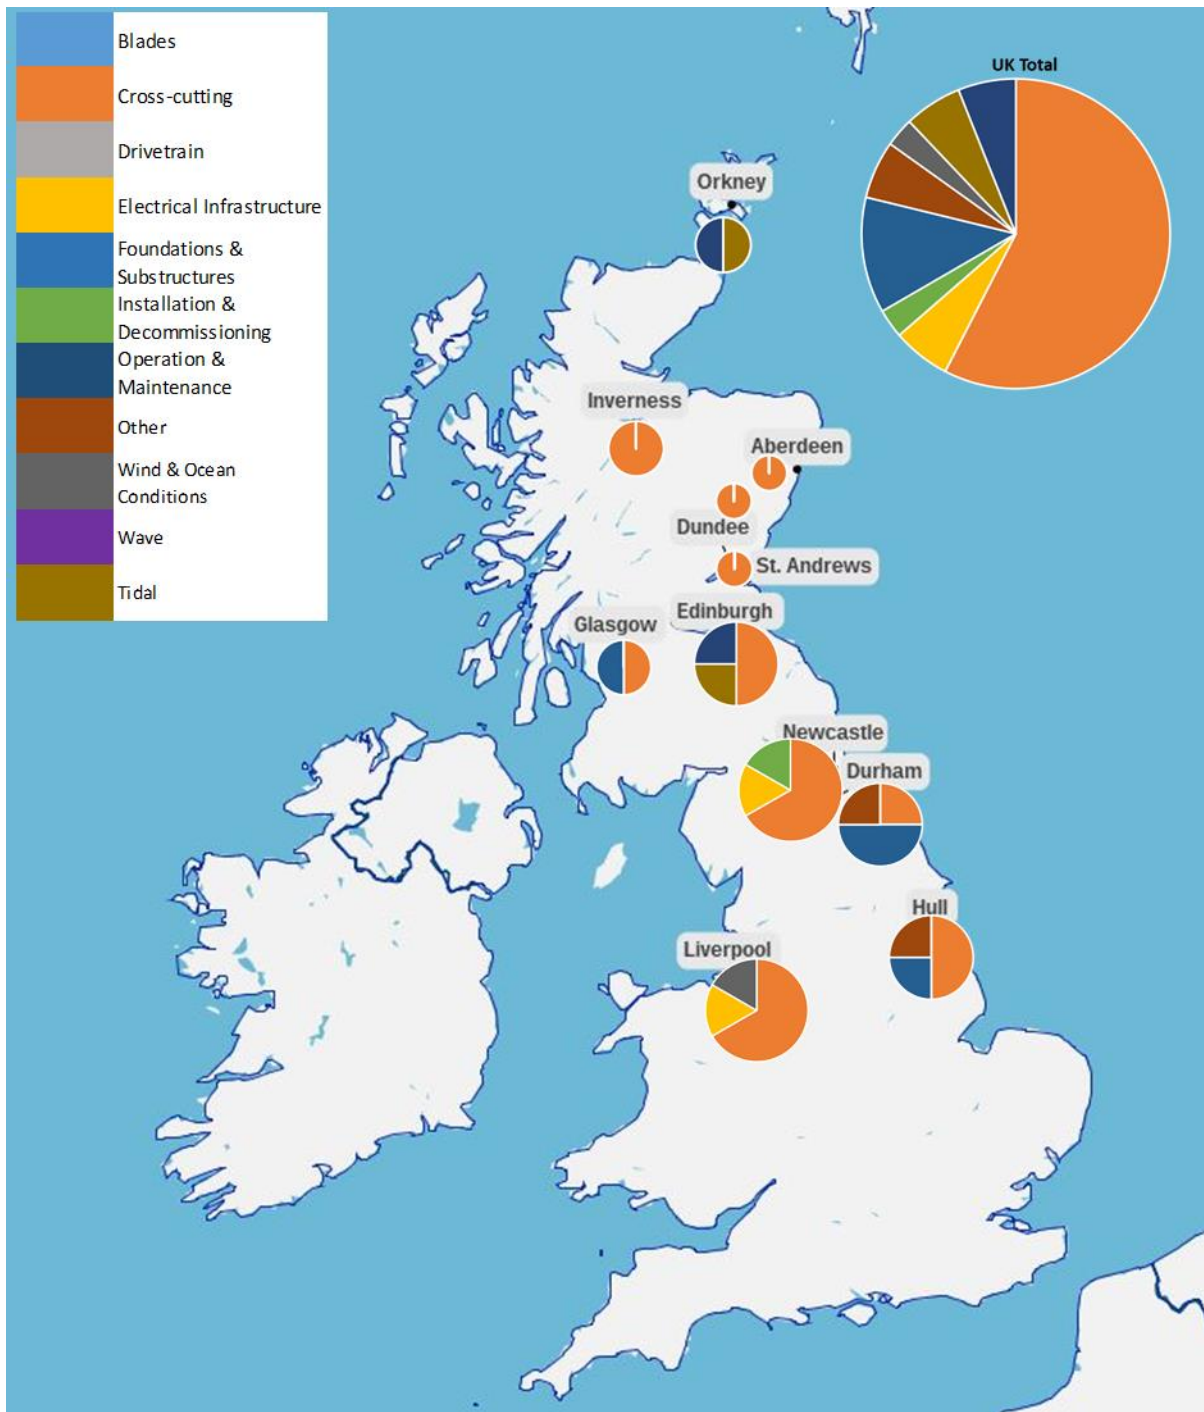 Blades
Cross-cutting
Drivetrain
Electrical Infrastructure
Foundations &
Substructures
Installation &
Decommissioning
Operation &
Maintenance
Other
Wind & Ocean
Conditions
Wave
Tidal
UK Total
Orkney
Inverness
Aberdeen
Dundee
St. Andrews
Edinburgh
Glasgow
Newcastle
Durham
Hull
Liverpool